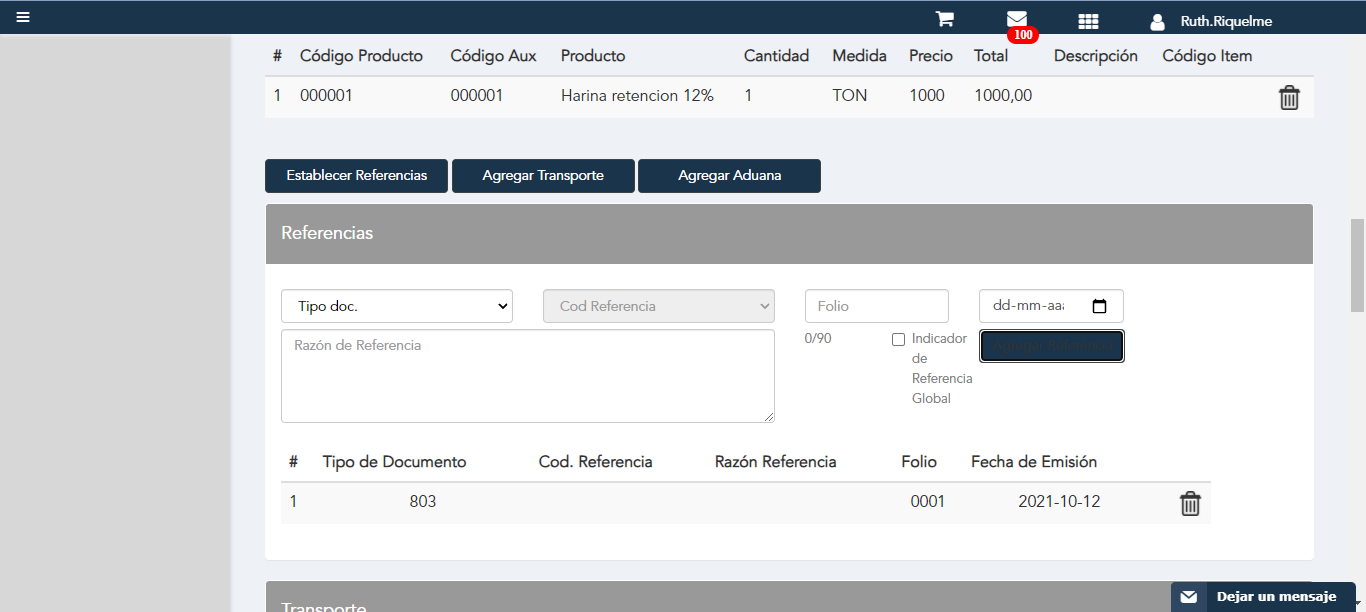 Ruth.Riquelme
100
# Código Producto Código Aux Producto Cantidad Medida Precio Total Descripción Código Item
1 000001 000001 Harina retencion 12% 1 TON 1000 1000,00
Establecer Referencias Agregar Transporte Agregar Aduana
Referencias
Tipo doc. Cod Referencia Folio dd-mm-aaa
Razón de Referencia 0/90 Indicador
de
Referencia
Global
Agregar Referencia
# Tipo de Documento Cod. Referencia Razón Referencia Folio Fecha de Emisión
1 803 0001 2021-10-12
Transporte
Dejar un mensaje